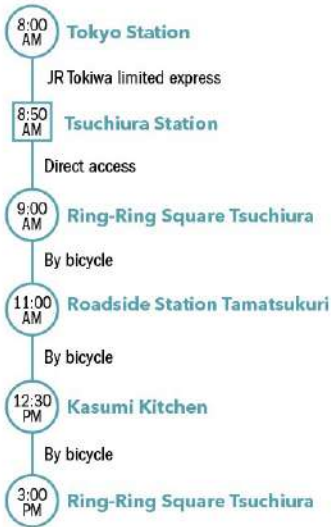 8:00
AM
Tokyo Station
JR Tokiwa limited express
8:50
AM
Tsuchiura Station
Direct access
9:00
AM
Ring-Ring Square Tsuchiura
By bicycle
11:00
AM
Roadside Station Tamatsukuri
By bicycle
12:30
PM
Kasumi Kitchen
By bicycle
3:00
PM
Ring-Ring Square Tsuchiura